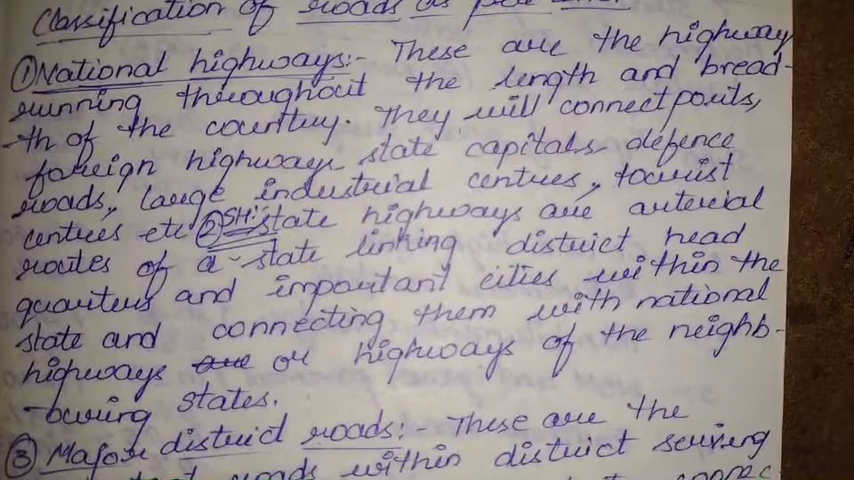 Classification of roads as per
①National highways:- These are the highway
running throughout the length and bread-
-th of the country. They will connect ports,
foreign highways state capitals defence
roads, large industrial centres, tourist
centres etc ② SH:- state highways are arterial
routes of a state linking district head
quarters and important cities within the
state and connecting them with national
highways or highways of the neighb-
-ouring states.
③ Major district roads:- These are the
roads within district serving